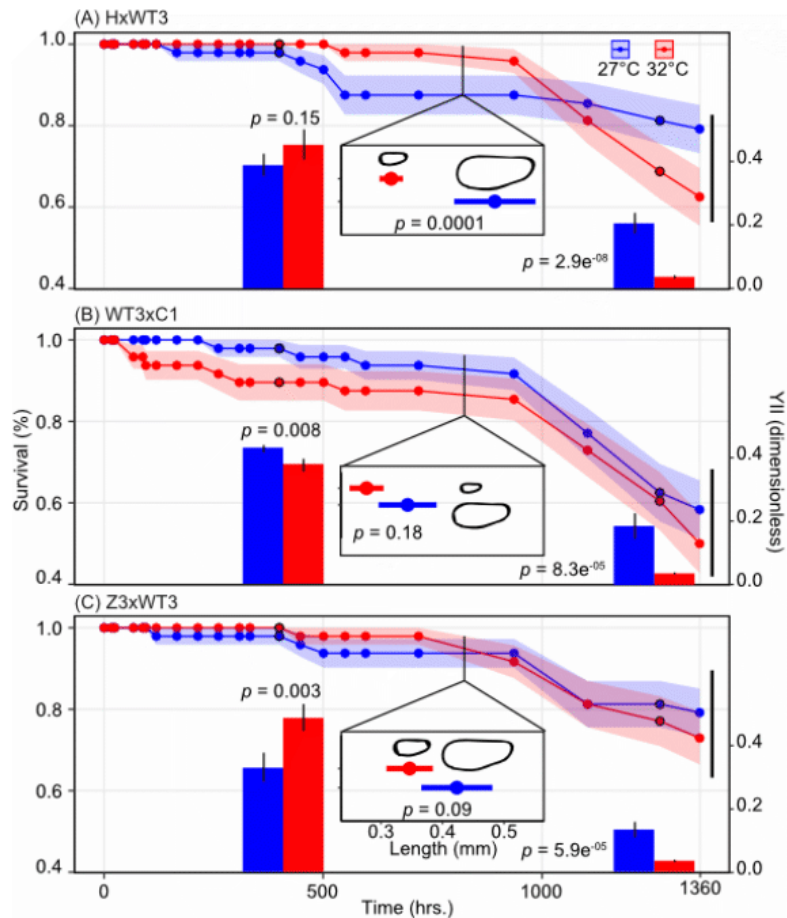 (A) HxWT3
1.0
0.8
0.6
0.4
27°C 32°C
p = 0.15
p = 0.0001
p = 2.9e-08
0.4
0.2
0.0
(B) WT3xC1
1.0
0.8
0.6
0.4
Survival (%)
p = 0.008
p = 0.18
p = 8.3e-05
0.4
0.2
0.0
YII (dimensionless)
(C) Z3xWT3
1.0
0.8
0.6
0.4
p = 0.003
p = 0.09
0.3 0.4 0.5
Length (mm)
p = 5.9e-05
0.4
0.2
0.0
0 500 1000 1360
Time (hrs.)